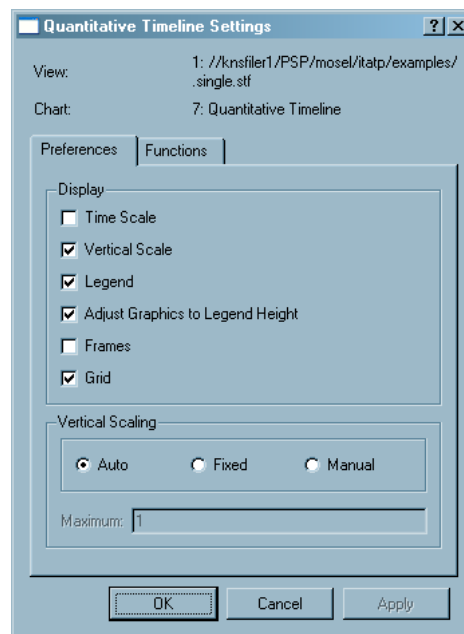 Quantitative Timeline Settings
View: 1: //knsfiler1/PSP/mosel/itatp/examples/
.single.stf
Chart: 7: Quantitative Timeline
Preferences Functions
Display
Time Scale
Vertical Scale
Legend
Adjust Graphics to Legend Height
Frames
Grid
Vertical Scaling
Auto Fixed Manual
Maximum: 1
OK Cancel Apply